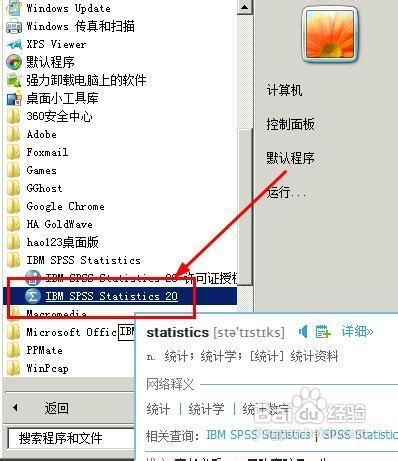 Windows Update
Windows 传真和扫描
XPS Viewer
默认程序
强力卸载电脑上的软件
桌面小工具库
360安全中心
Adobe
Foxmail
Games
GGhost
Google Chrome
HA GoldWave
hao123桌面版
IBM SPSS Statistics
IBM SPSS Statistics 20 许可证授权
IBM SPSS Statistics 20
Macromedia
Microsoft Offic
IBM
PPMate
WinPcap
返回
搜索程序和文件
计算机
控制面板
默认程序
运行...
statistics [stə'tɪstɪks] 详细»
n. 统计；统计学；[统计] 统计资料
网络释义
统计 | 统计学 | 统计数字
相关查询: IBM SPSS Statistics | SPSS Statistics
Baidu 经验